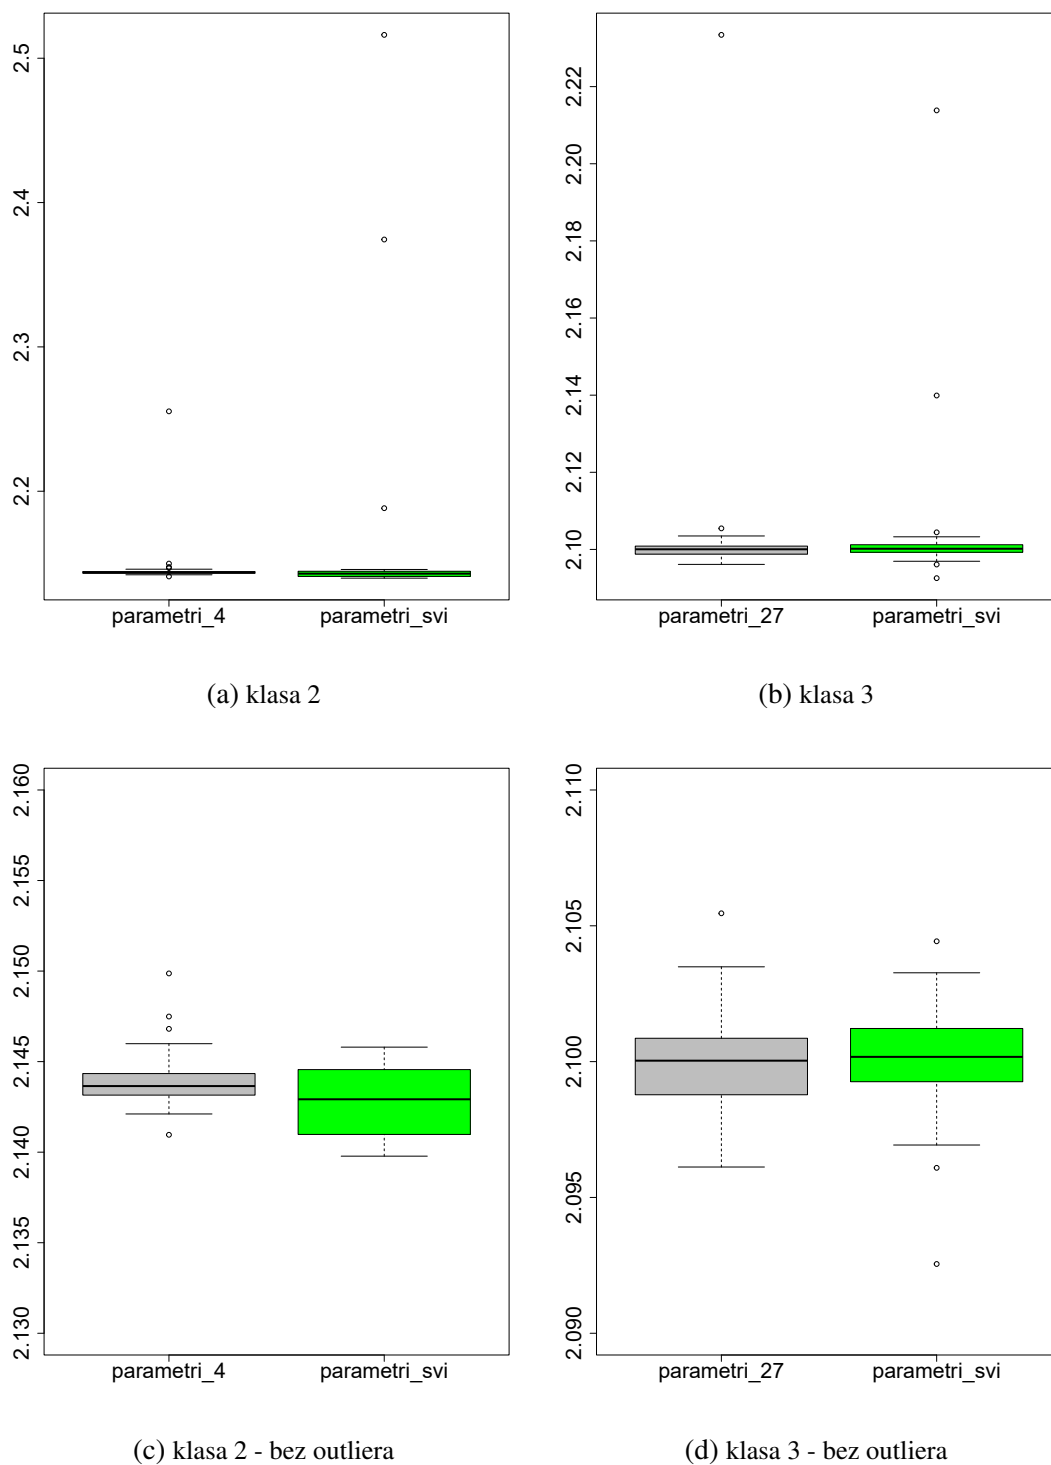 2.5
2.4
2.3
2.2
parametri_4 parametri_svi
(a) klasa 2
2.22
2.20
2.18
2.16
2.14
2.12
2.10
parametri_27 parametri_svi
(b) klasa 3
2.160
2.155
2.150
2.145
2.140
2.135
2.130
parametri_4 parametri_svi
(c) klasa 2 - bez outliera
2.110
2.105
2.100
2.095
2.090
parametri_27 parametri_svi
(d) klasa 3 - bez outliera